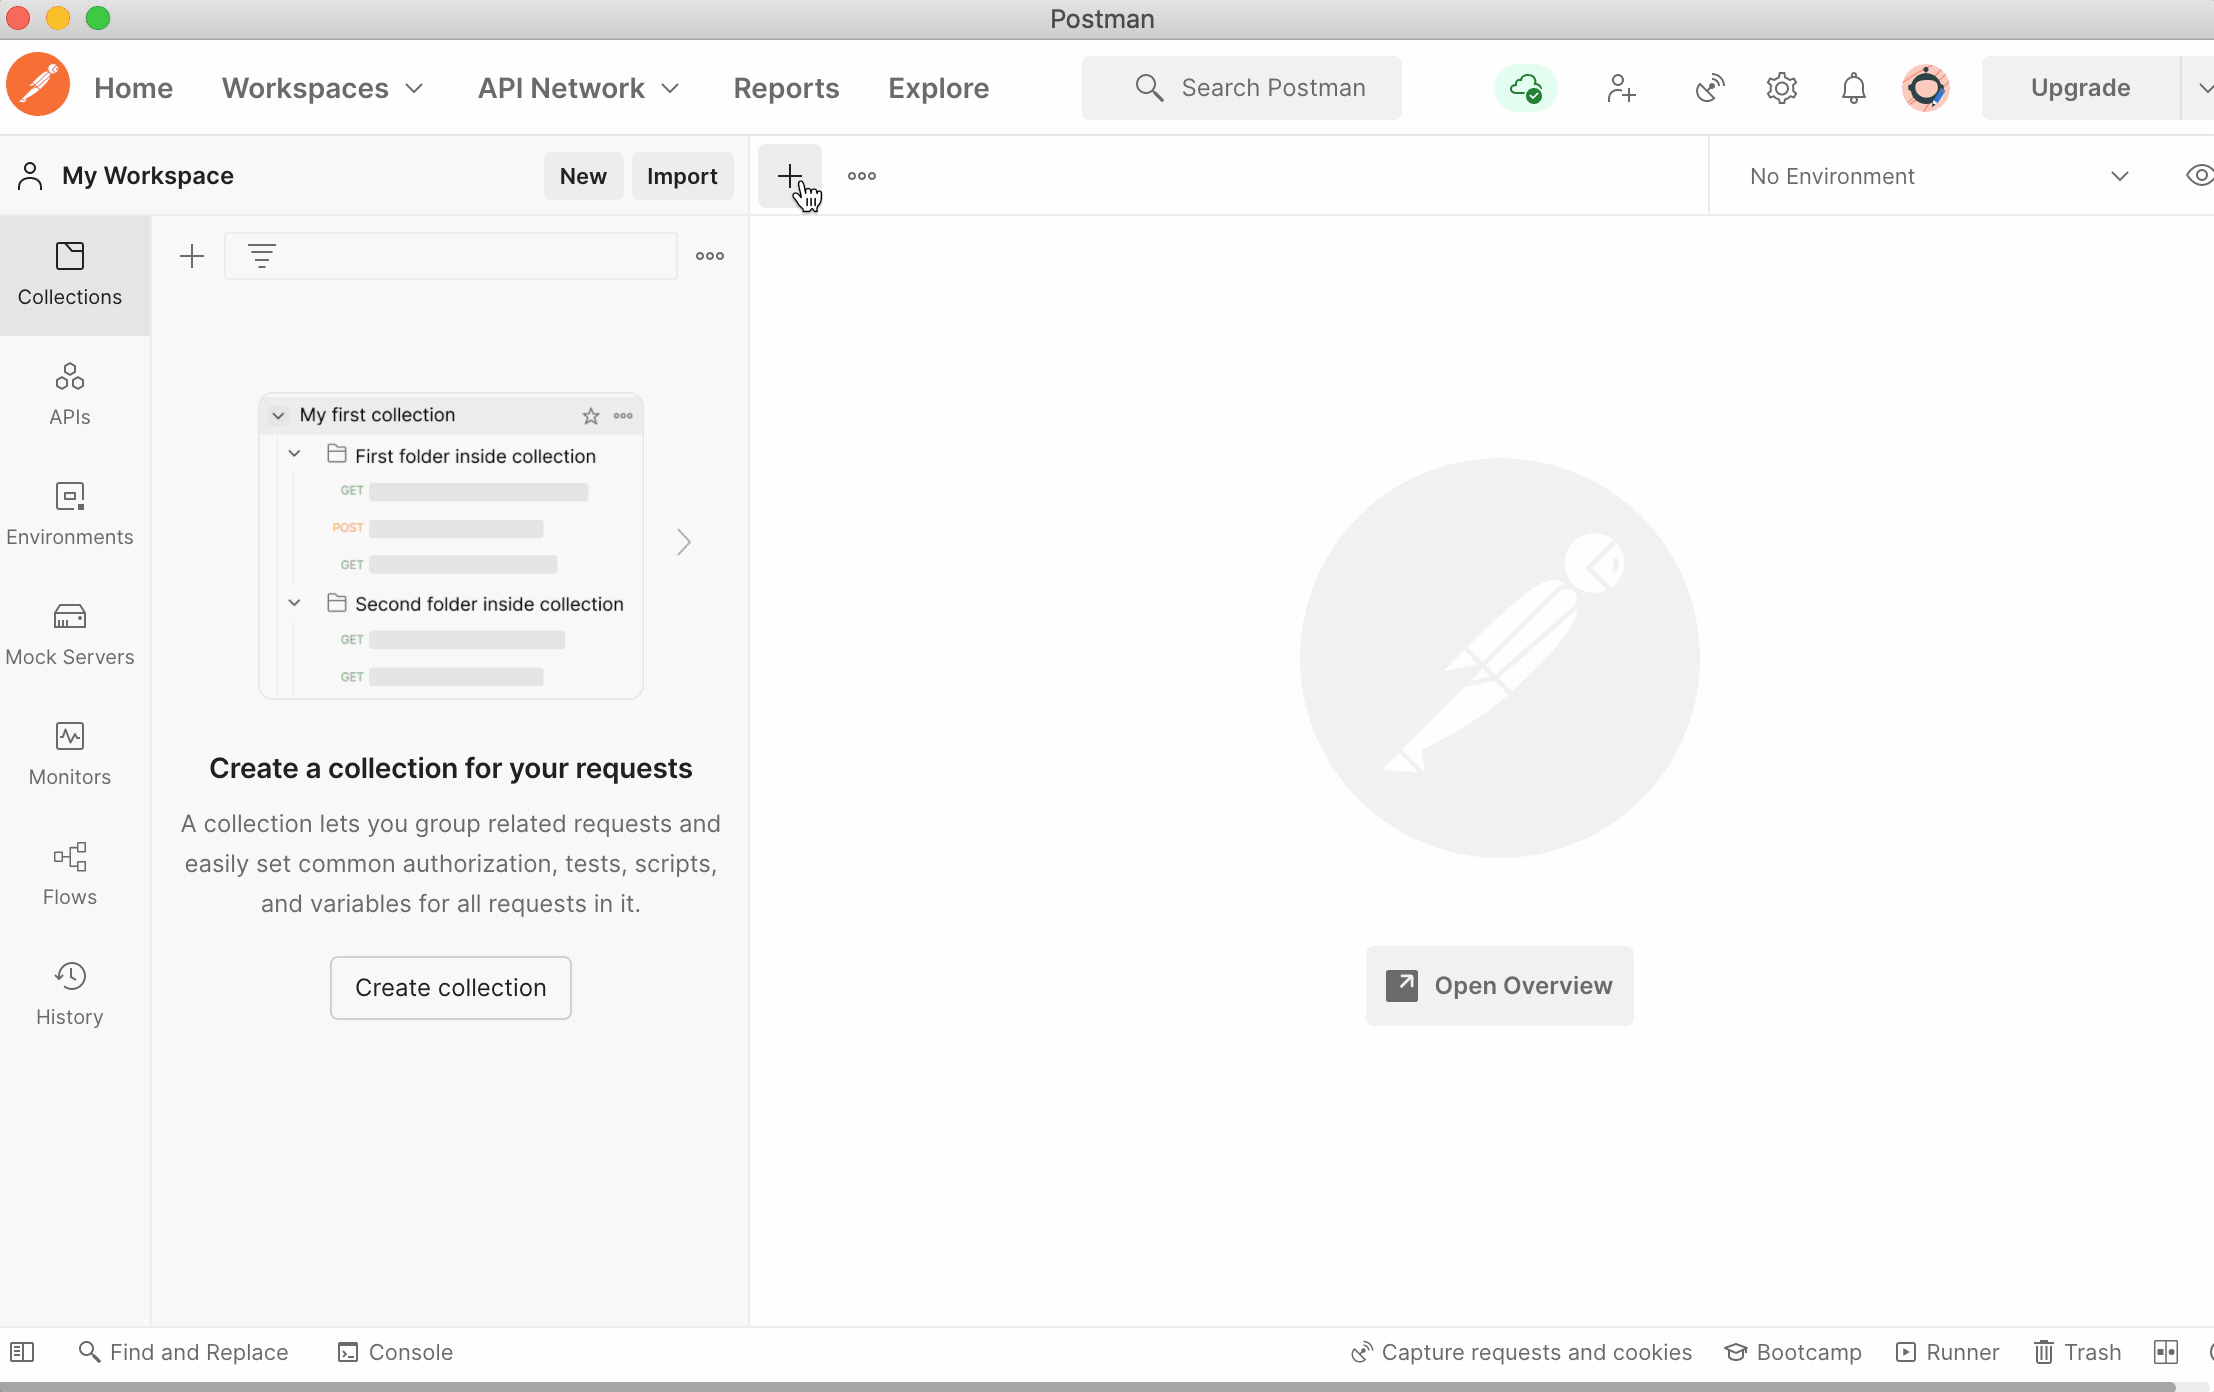 Postman
Home Workspaces API Network Reports Explore Search Postman Upgrade
My Workspace New Import No Environment
Collections
APIs
Environments
Mock Servers
Monitors
Flows
History
My first collection
First folder inside collection
GET
POST
GET
Second folder inside collection
GET
GET
Create a collection for your requests
A collection lets you group related requests and
easily set common authorization, tests, scripts,
and variables for all requests in it.
Create collection
Open Overview
Find and Replace Console Capture requests and cookies Bootcamp Runner Trash